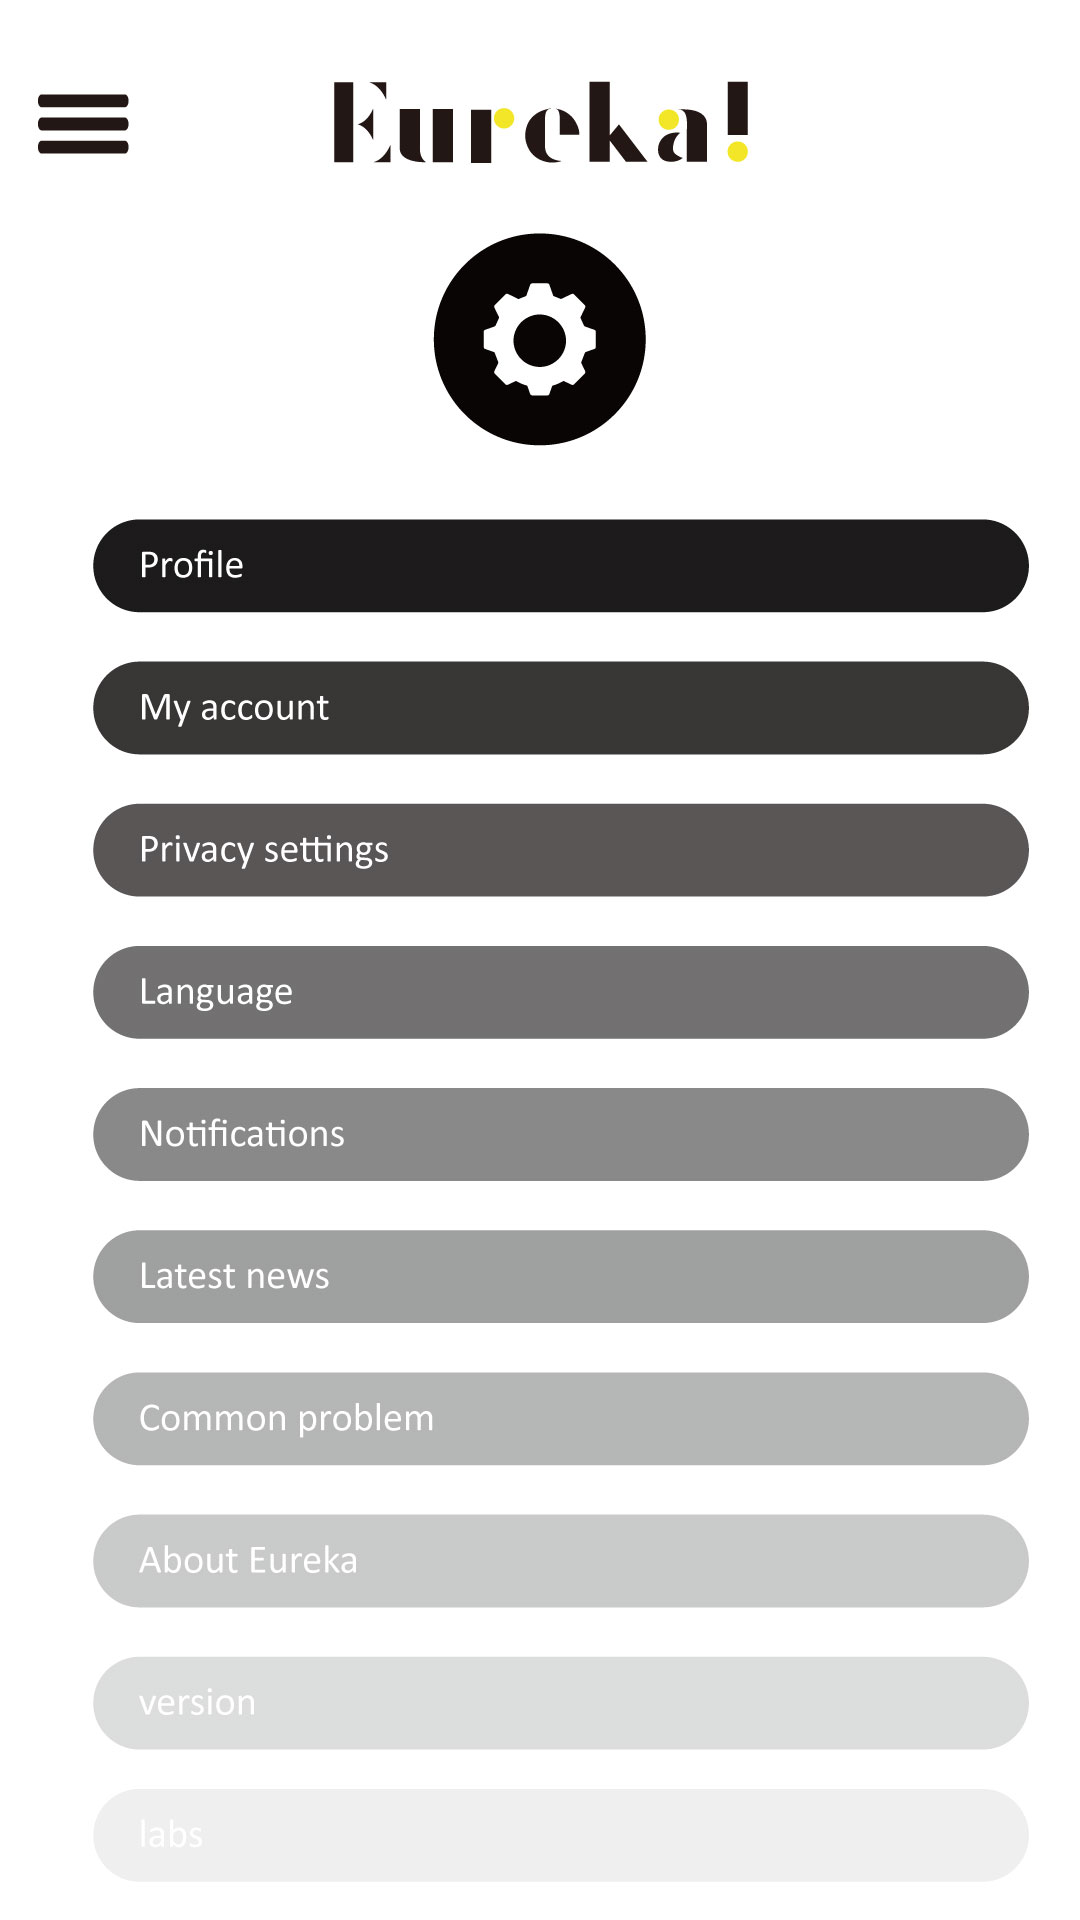 Eureka!
Profile
My account
Privacy settings
Language
Notifications
Latest news
Common problem
About Eureka
version
labs